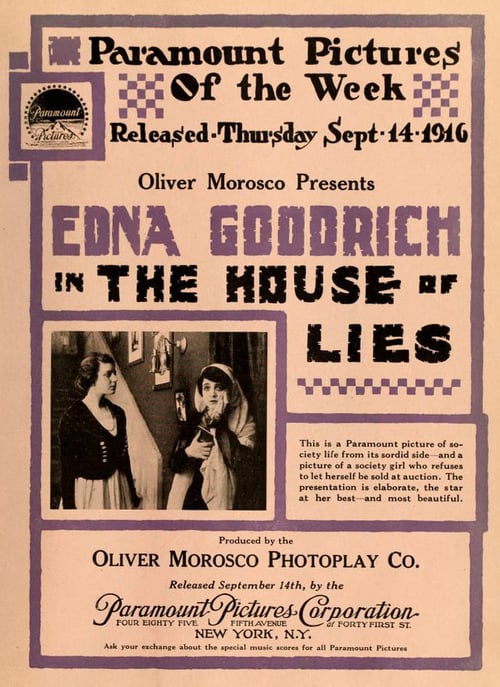 Paramount Pictures
Of the Week
Paramount
Pictures
Released·Thursday Sept·14·1916
Oliver Morosco Presents
EDNA GOODRICH
IN THE HOUSE OF
LIES
This is a Paramount picture of so-
ciety life from its sordid side—and a
picture of a society girl who refuses
to let herself be sold at auction. The
presentation is elaborate, the star
at her best—and most beautiful.
Produced by the
OLIVER MOROSCO PHOTOPLAY CO.
Released September 14th, by the
Paramount Pictures Corporation
FOUR EIGHTY FIVE FIFTH AVENUE at FORTY FIRST ST.
NEW YORK, N.Y.
Ask your exchange about the special music scores for all Paramount Pictures